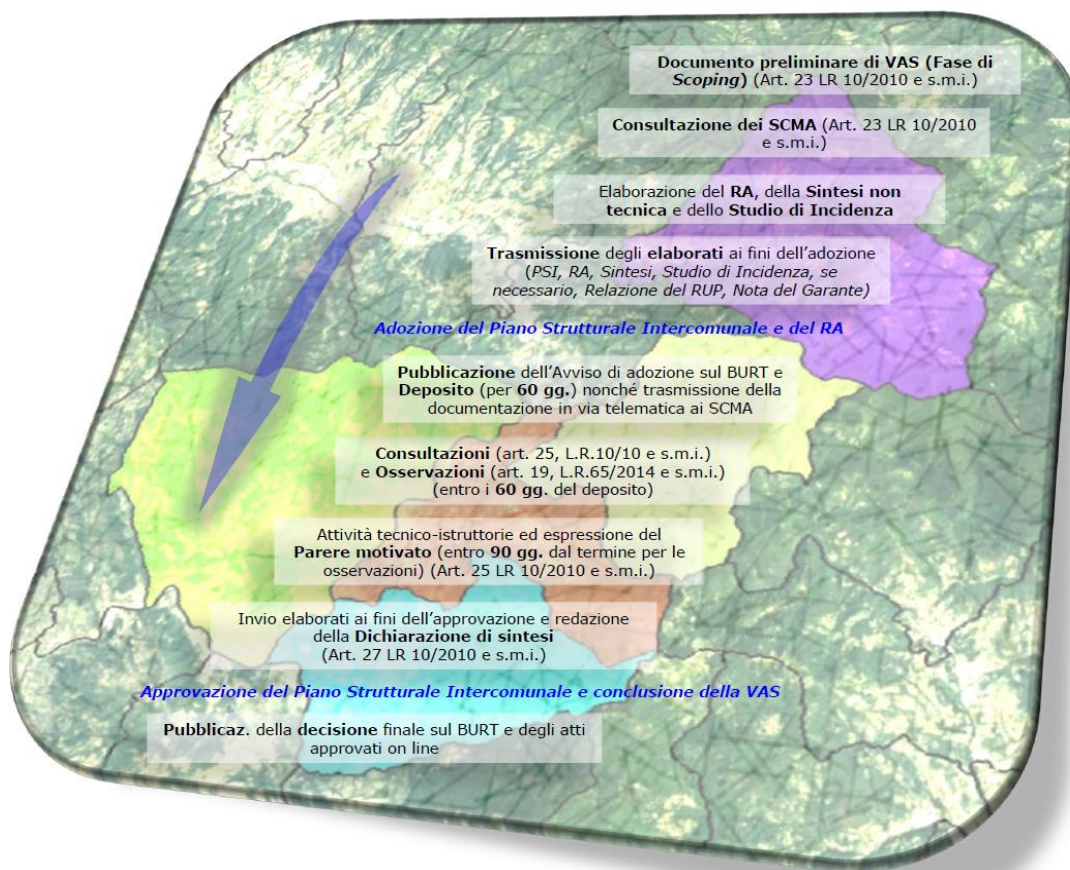 Documento preliminare di VAS (Fase di
Scoping) (Art. 23 LR 10/2010 e s.m.i.)
Consultazione dei SCMA (Art. 23 LR 10/2010
e s.m.i.)
Elaborazione del RA, della Sintesi non
tecnica e dello Studio di Incidenza
Trasmissione degli elaborati ai fini dell’adozione
(PSI, RA, Sintesi, Studio di Incidenza, se
necessario, Relazione del RUP, Nota del Garante)
Adozione del Piano Strutturale Intercomunale e del RA
Pubblicazione dell’Avviso di adozione sul BURT e
Deposito (per 60 gg.) nonché trasmissione della
documentazione in via telematica ai SCMA
Consultazioni (art. 25, L.R.10/10 e s.m.i.)
e Osservazioni (art. 19, L.R.65/2014 e s.m.i.)
(entro i 60 gg. del deposito)
Attività tecnico-istruttorie ed espressione del
Parere motivato (entro 90 gg. dal termine per le
osservazioni) (Art. 25 LR 10/2010 e s.m.i.)
Invio elaborati ai fini dell’approvazione e redazione
della Dichiarazione di sintesi
(Art. 27 LR 10/2010 e s.m.i.)
Approvazione del Piano Strutturale Intercomunale e conclusione della VAS
Pubblicaz. della decisione finale sul BURT e degli atti
approvati on line